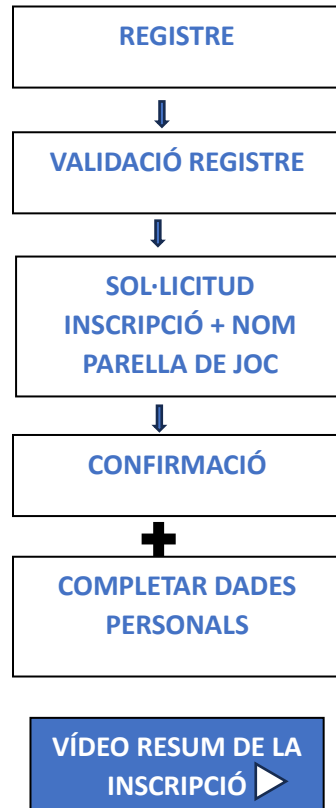 REGISTRE
VALIDACIÓ REGISTRE
SOL·LICITUD
INSCRIPCIÓ + NOM
PARELLA DE JOC
CONFIRMACIÓ
COMPLETAR DADES
PERSONALS
VÍDEO RESUM DE LA
INSCRIPCIÓ